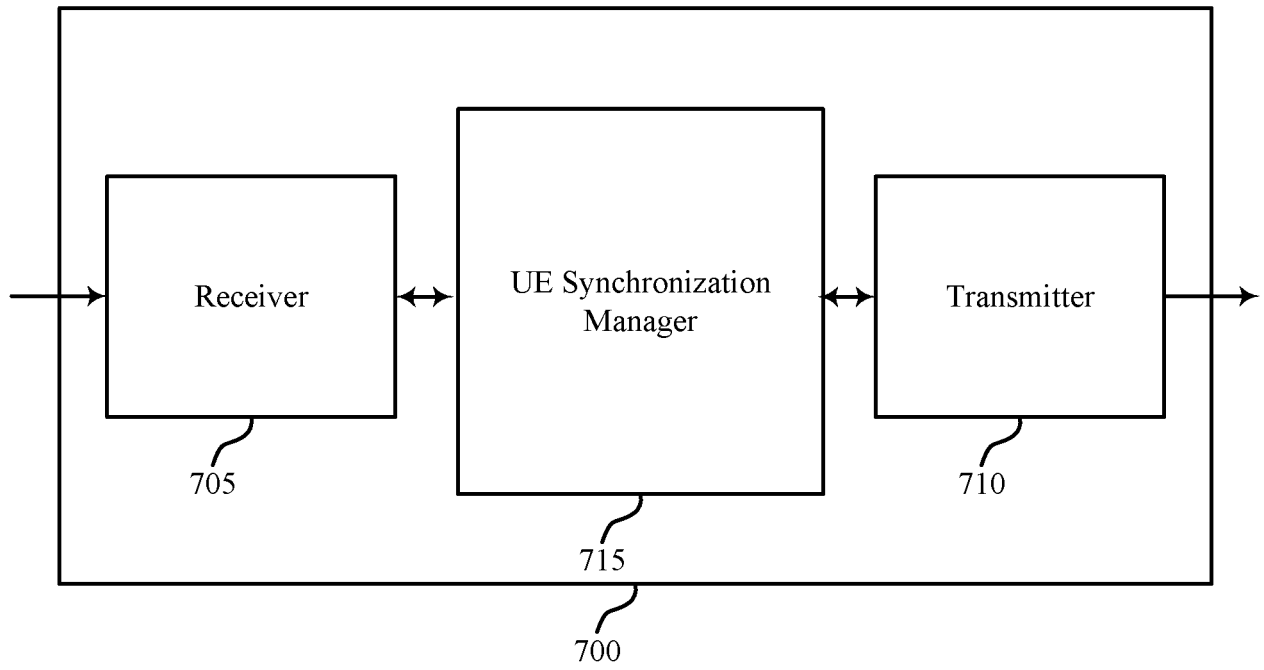 Receiver
UE Synchronization
Manager
Transmitter
705
710
715
700